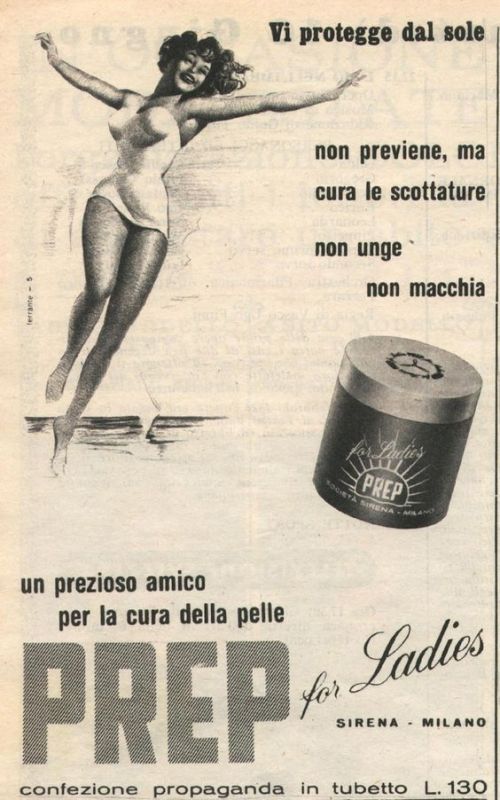 Vi protegge dal sole
non previene, ma
cura le scottature
non unge
non macchia
ferrante - 5
for Ladies
PREP
SOCIETÀ SIRENA - MILANO
un prezioso amico
per la cura della pelle
PREP
for Ladies
SIRENA - MILANO
confezione propaganda in tubetto L. 130